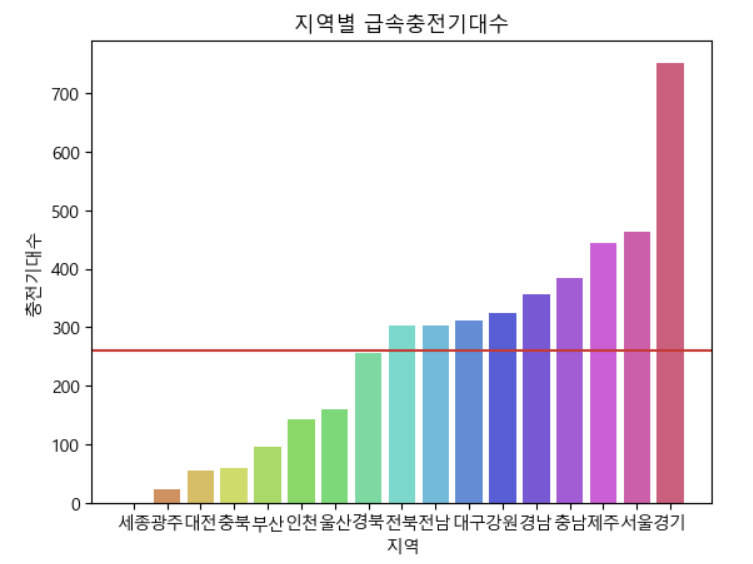 지역별 급속충전기대수
충전기대수
700
600
500
400
300
200
100
0
세종 광주 대전 충북 부산 인천 울산 경북 전북 전남 대구 강원 경남 충남 제주 서울 경기
지역